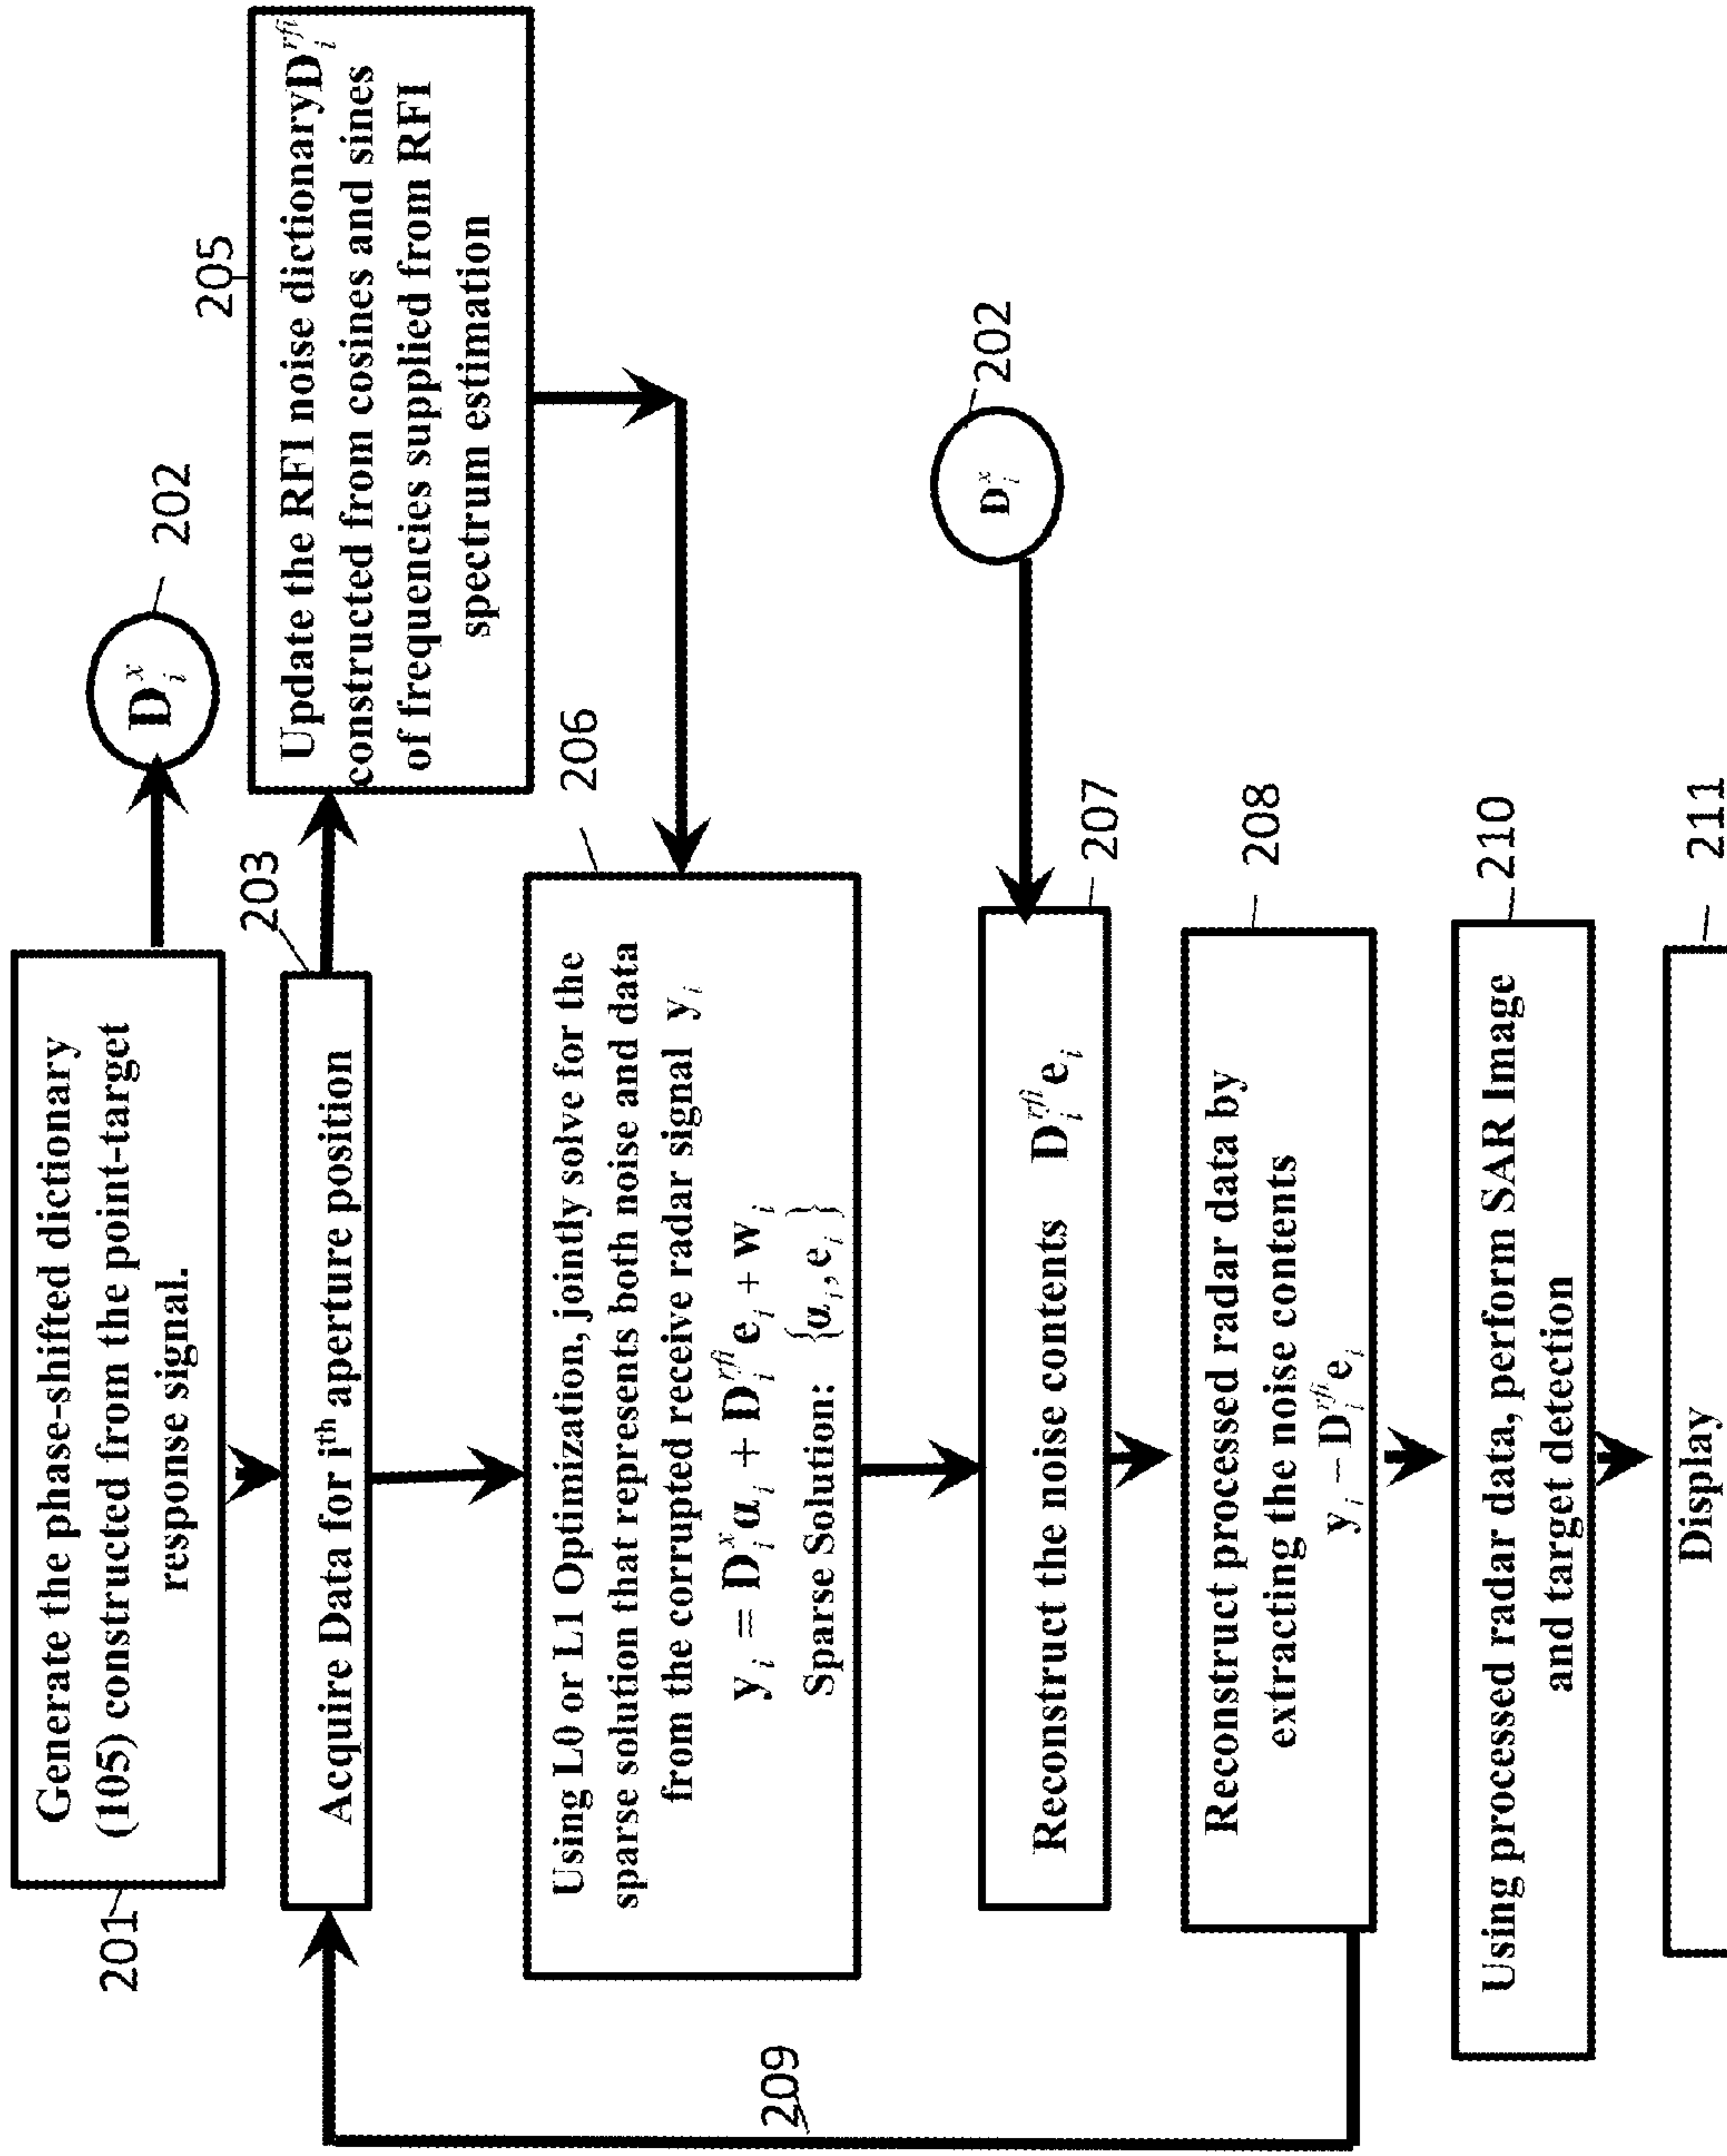 201
Generate the phase-shifted dictionary
(105) constructed from the point-target
response signal.
D_i^x
202
203
Acquire Data for i^th aperture position
205
Update the RFI noise dictionaryD_i^rfi
constructed from cosines and sines
of frequencies supplied from RFI
spectrum estimation
206
Using L0 or L1 Optimization, jointly solve for the
sparse solution that represents both noise and data
from the corrupted receive radar signal y_i
y_i = D_i^x α_i + D_i^rfi e_i + w_i
Sparse Solution: {α_i, e_i}
D_i^x
202
207
Reconstruct the noise contents D_i^rfi e_i
208
Reconstruct processed radar data by
extracting the noise contents
y_i − D_i^rfi e_i
209
210
Using processed radar data, perform SAR Image
and target detection
211
Display